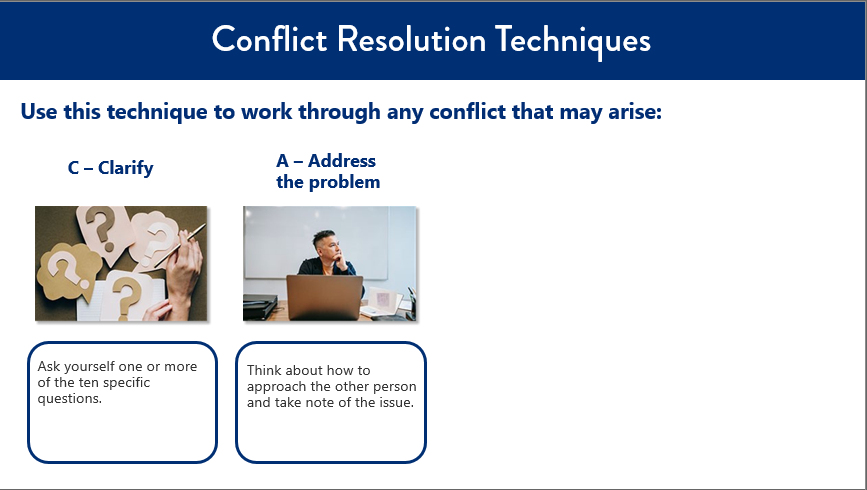 Conflict Resolution Techniques
Use this technique to work through any conflict that may arise:
C – Clarify
A – Address
the problem
? ? ? ?
Ask yourself one or more
of the ten specific
questions.
Think about how to
approach the other person
and take note of the issue.